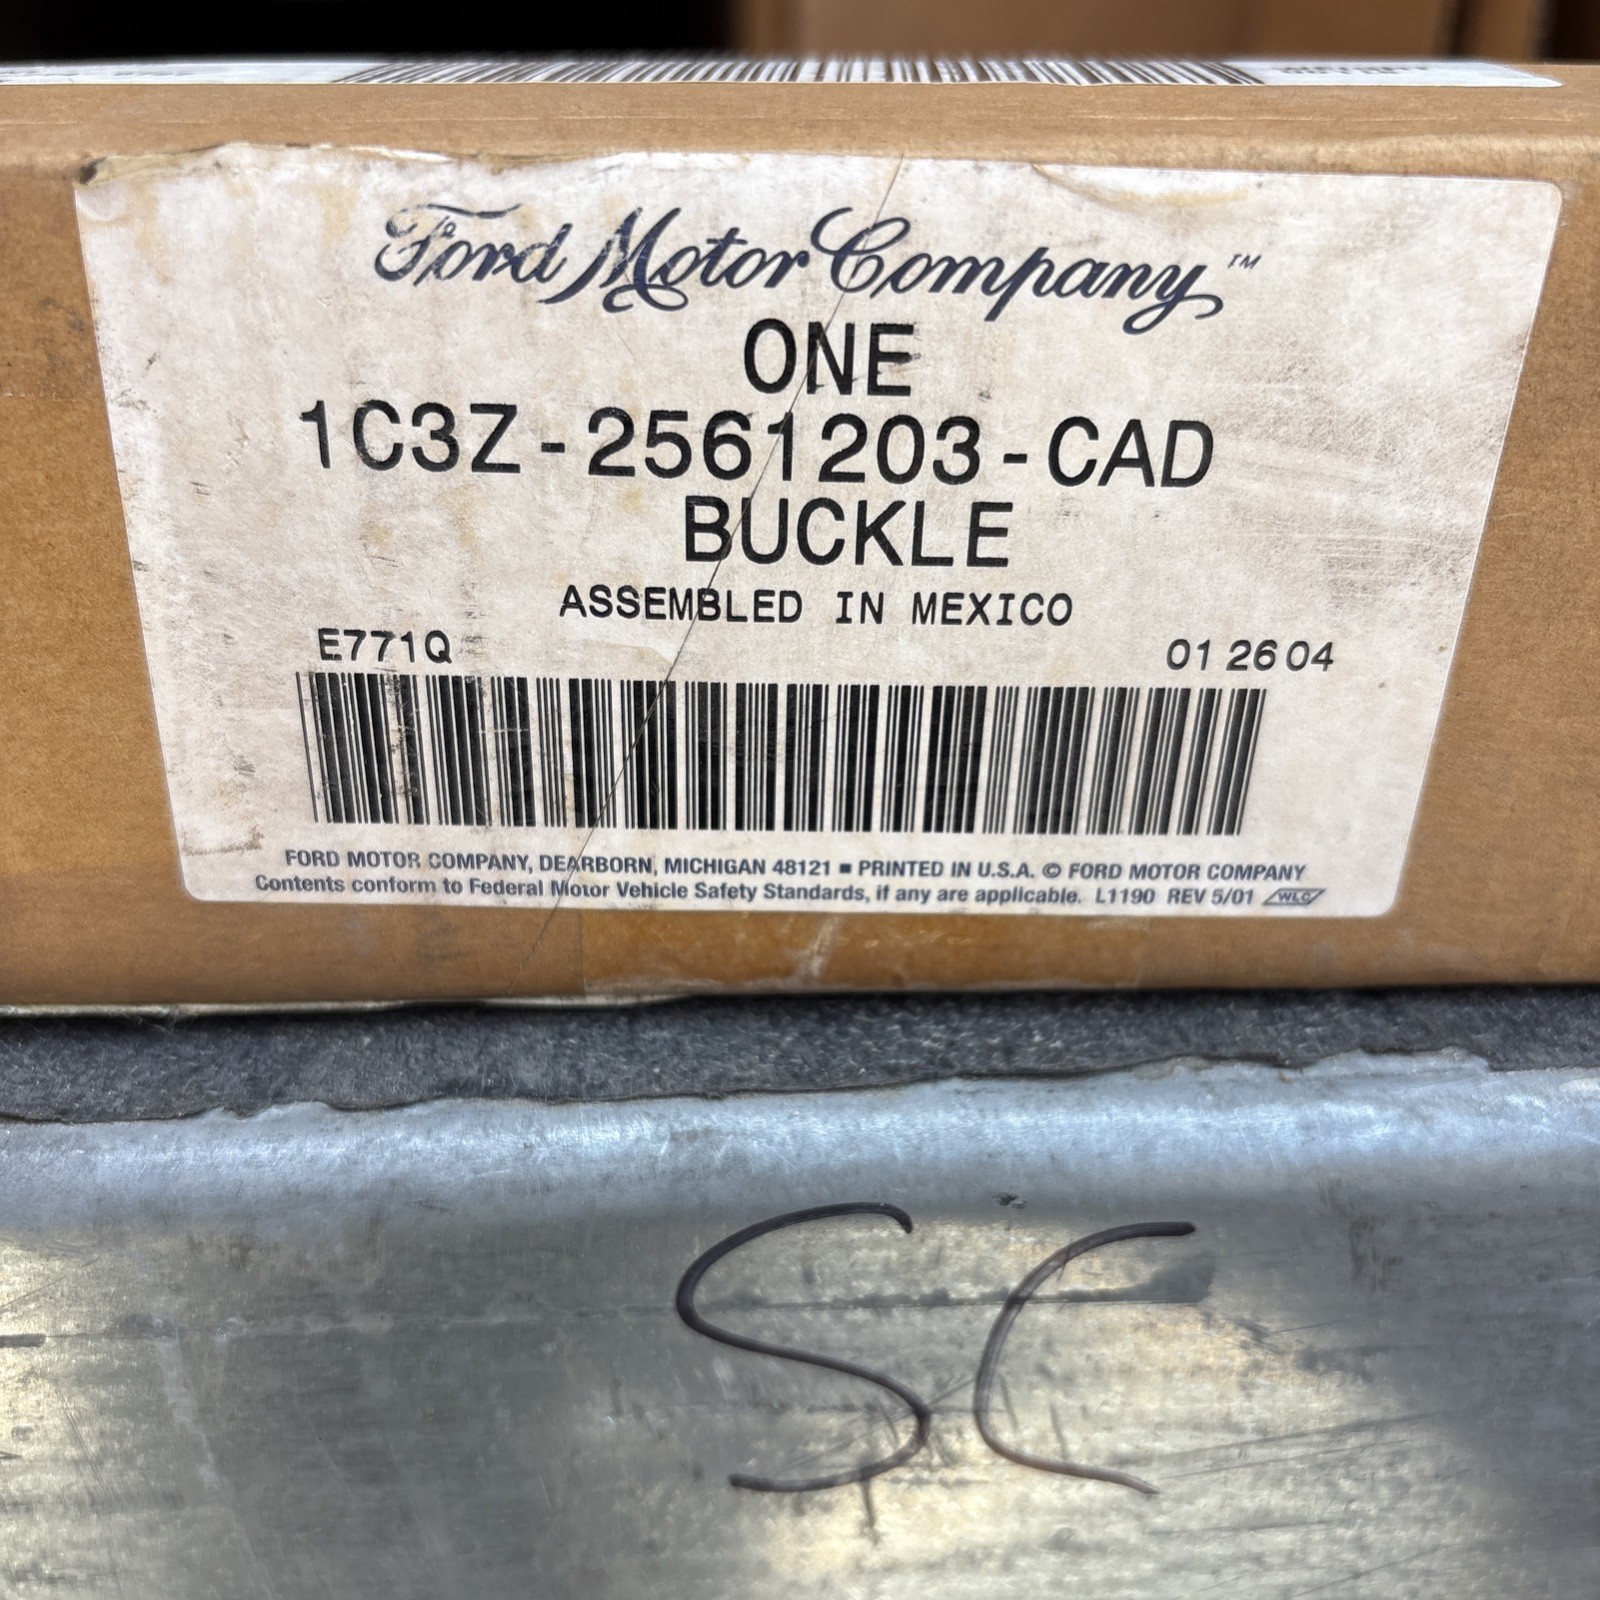 Ford Motor Company™
ONE
1C3Z-2561203-CAD
BUCKLE
ASSEMBLED IN MEXICO
E771Q 01 26 04
FORD MOTOR COMPANY, DEARBORN, MICHIGAN 48121 ▪ PRINTED IN U.S.A. © FORD MOTOR COMPANY
Contents conform to Federal Motor Vehicle Safety Standards, if any are applicable. L1190 REV 5/01 WLC
SC